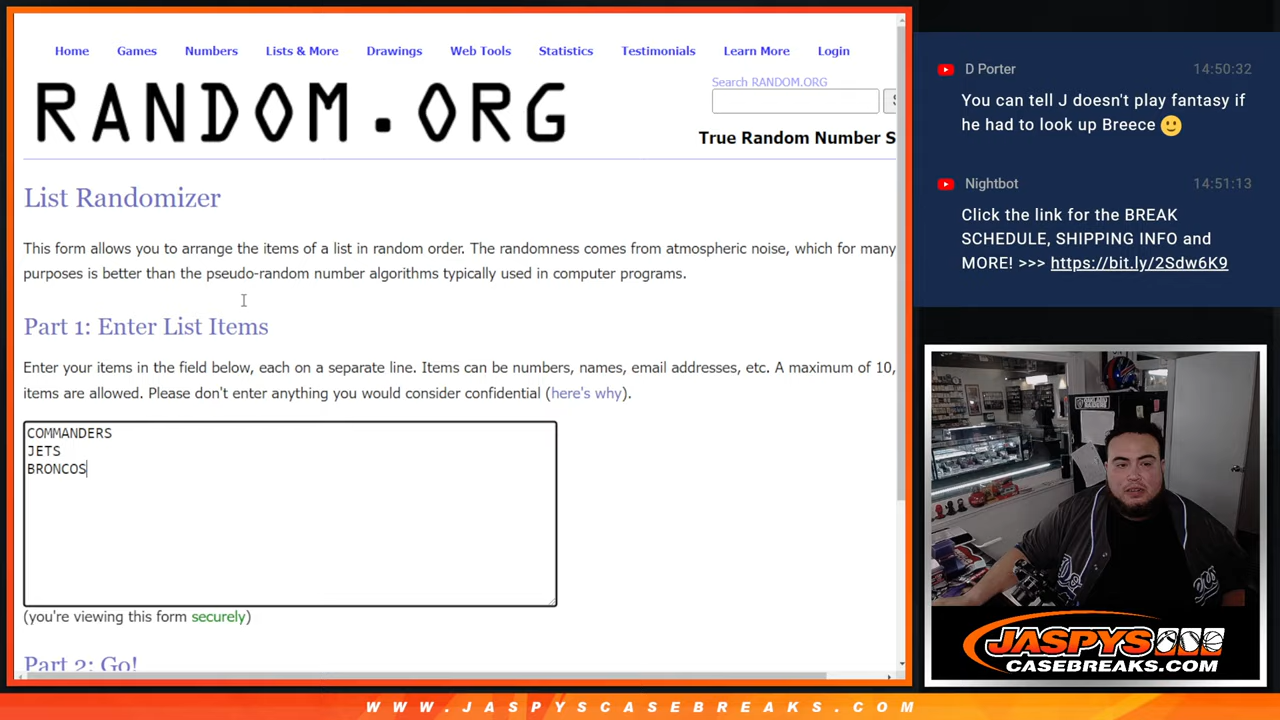 Home Games Numbers Lists & More Drawings Web Tools Statistics Testimonials Learn More Login
RANDOM.ORG
Search RANDOM.ORG
S
True Random Number S
List Randomizer
This form allows you to arrange the items of a list in random order. The randomness comes from atmospheric noise, which for many
purposes is better than the pseudo-random number algorithms typically used in computer programs.
Part 1: Enter List Items
Enter your items in the field below, each on a separate line. Items can be numbers, names, email addresses, etc. A maximum of 10,
items are allowed. Please don't enter anything you would consider confidential (here's why).
COMMANDERS
JETS
BRONCOS
(you're viewing this form securely)
Part 2: Go!
D Porter 14:50:32
You can tell J doesn't play fantasy if
he had to look up Breece 🙂
Nightbot 14:51:13
Click the link for the BREAK
SCHEDULE, SHIPPING INFO and
MORE! >>> https://bit.ly/2Sdw6K9
JASPYS
CASEBREAKS.COM
WWW.JASPYSCASEBREAKS.COM